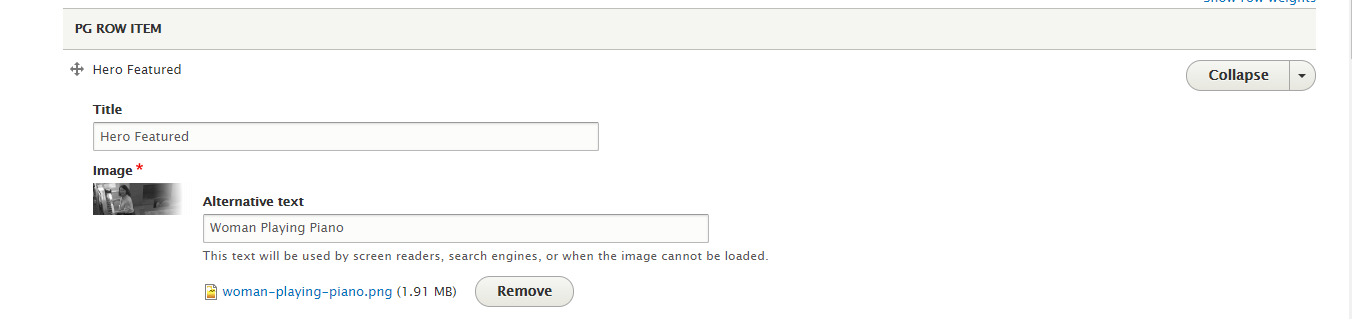 Show row weights
PG ROW ITEM
Hero Featured
Collapse
Title
Hero Featured
Image *
Alternative text
Woman Playing Piano
This text will be used by screen readers, search engines, or when the image cannot be loaded.
woman-playing-piano.png (1.91 MB)
Remove